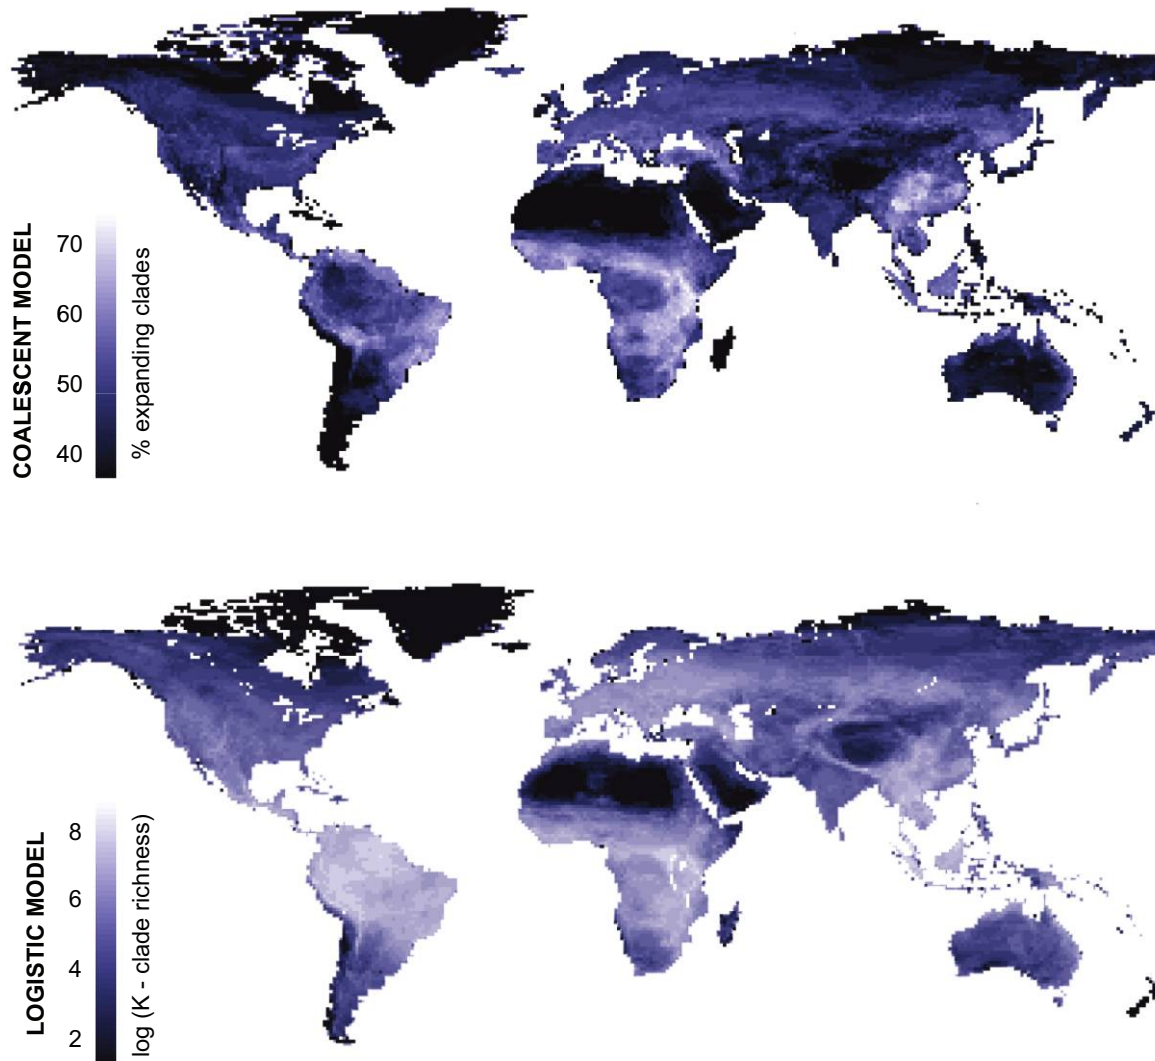 COALESCENT MODEL
70
60
50
40
% expanding clades
LOGISTIC MODEL
8
6
4
2
log (K - clade richness)